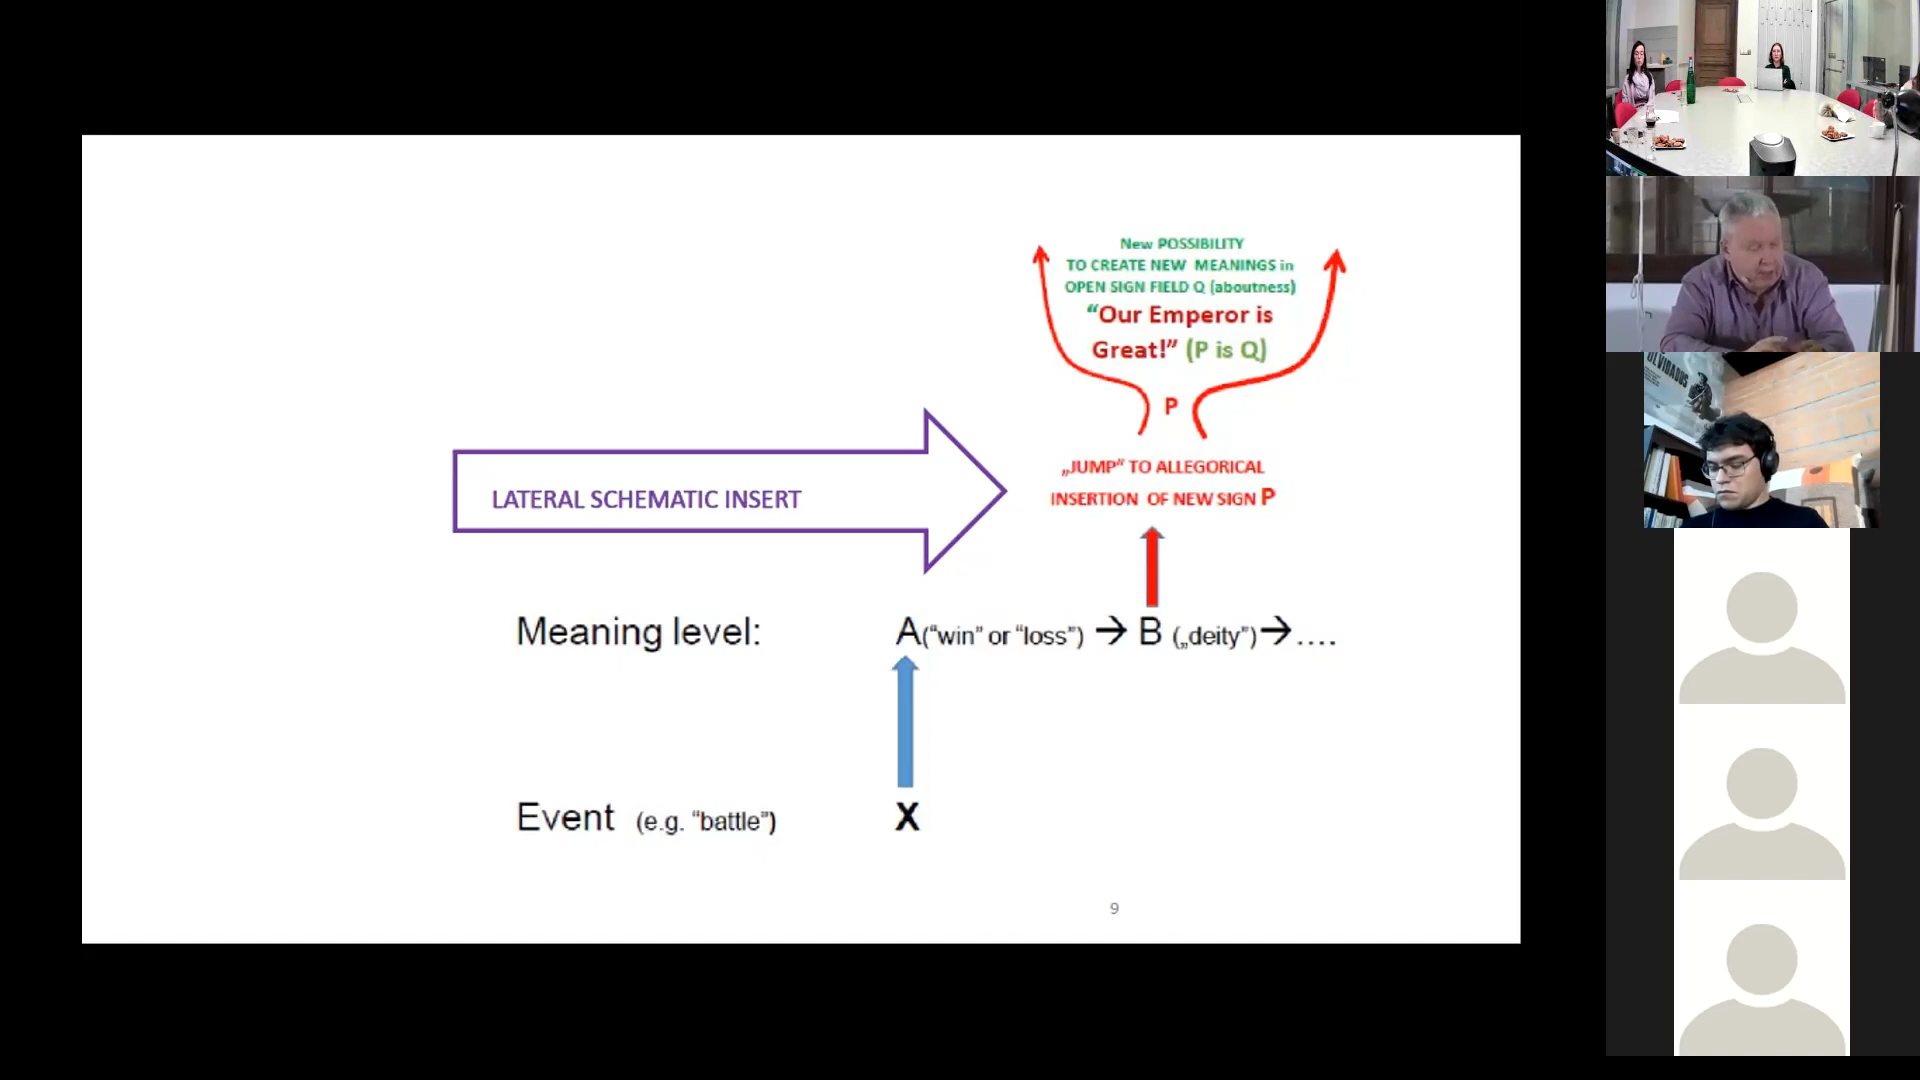 New POSSIBILITY
TO CREATE NEW MEANINGS in
OPEN SIGN FIELD Q (aboutness)
“Our Emperor is
Great!” (P is Q)
P
„JUMP” TO ALLEGORICAL
INSERTION OF NEW SIGN P
LATERAL SCHEMATIC INSERT
Meaning level: A(“win” or “loss”) → B („deity”)→....
Event (e.g. “battle”) X
9
OLVIDADOS